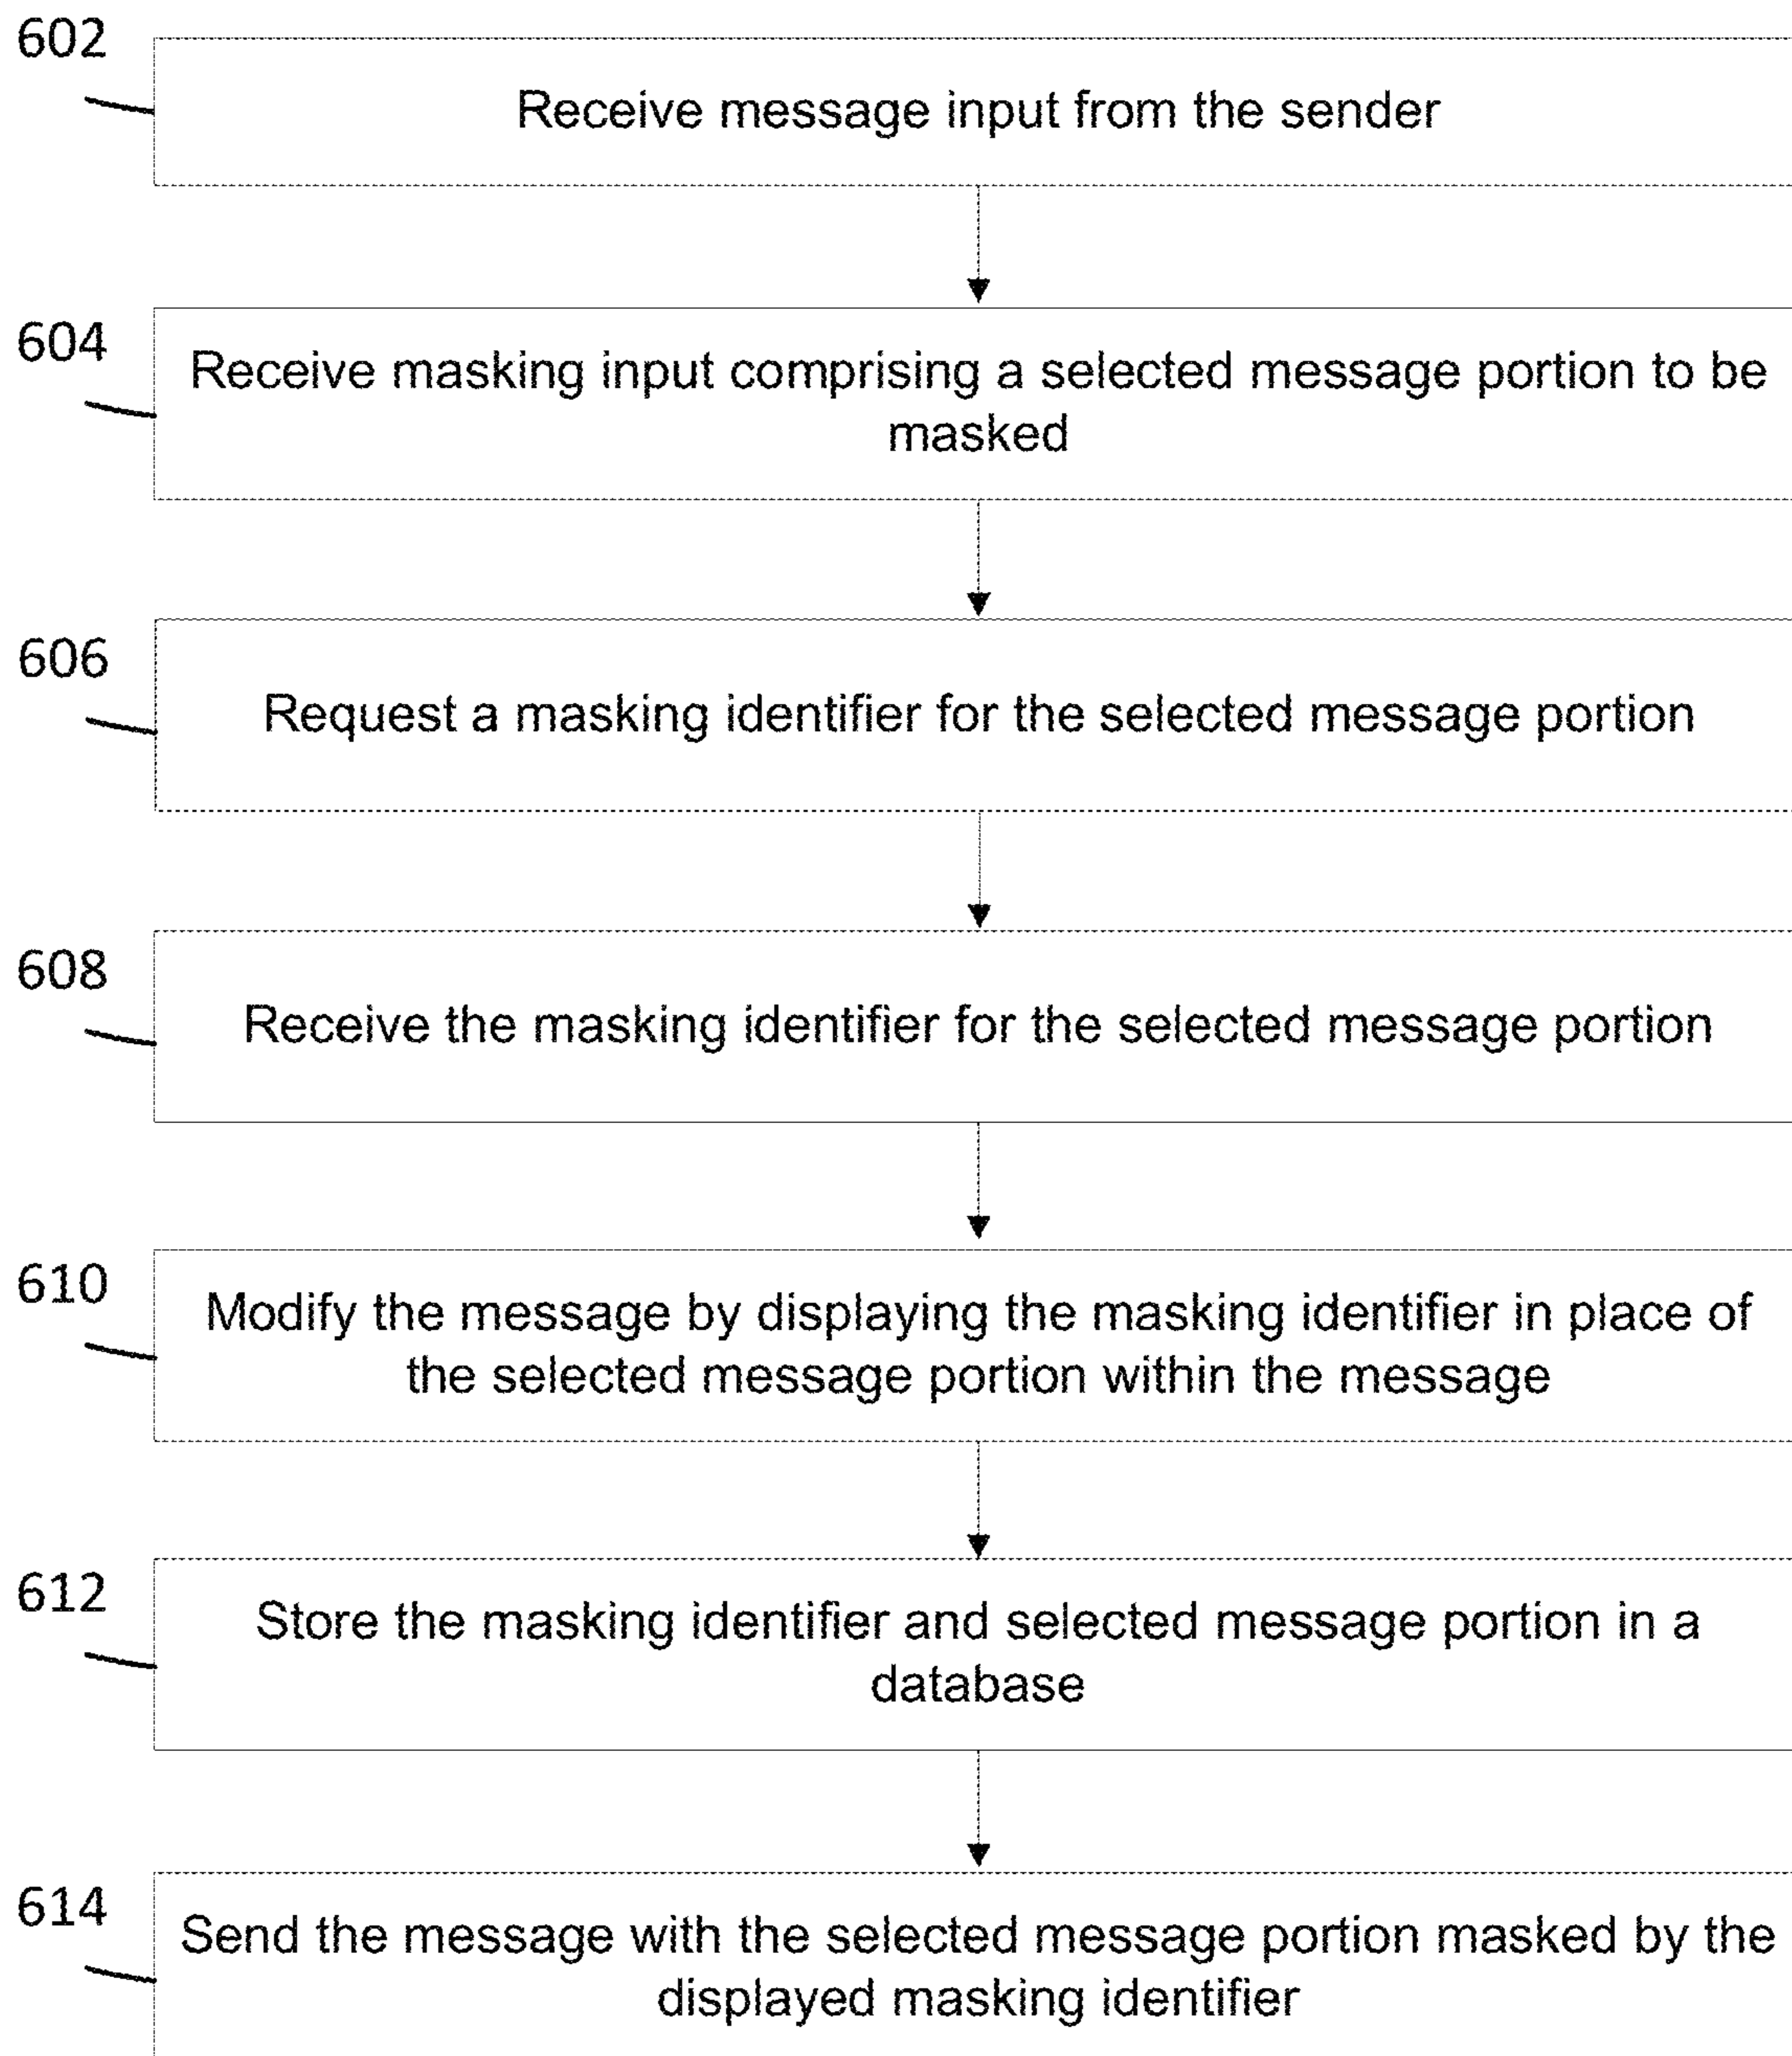 602
Receive message input from the sender
604
Receive masking input comprising a selected message portion to be
masked
606
Request a masking identifier for the selected message portion
608
Receive the masking identifier for the selected message portion
610
Modify the message by displaying the masking identifier in place of
the selected message portion within the message
612
Store the masking identifier and selected message portion in a
database
614
Send the message with the selected message portion masked by the
displayed masking identifier